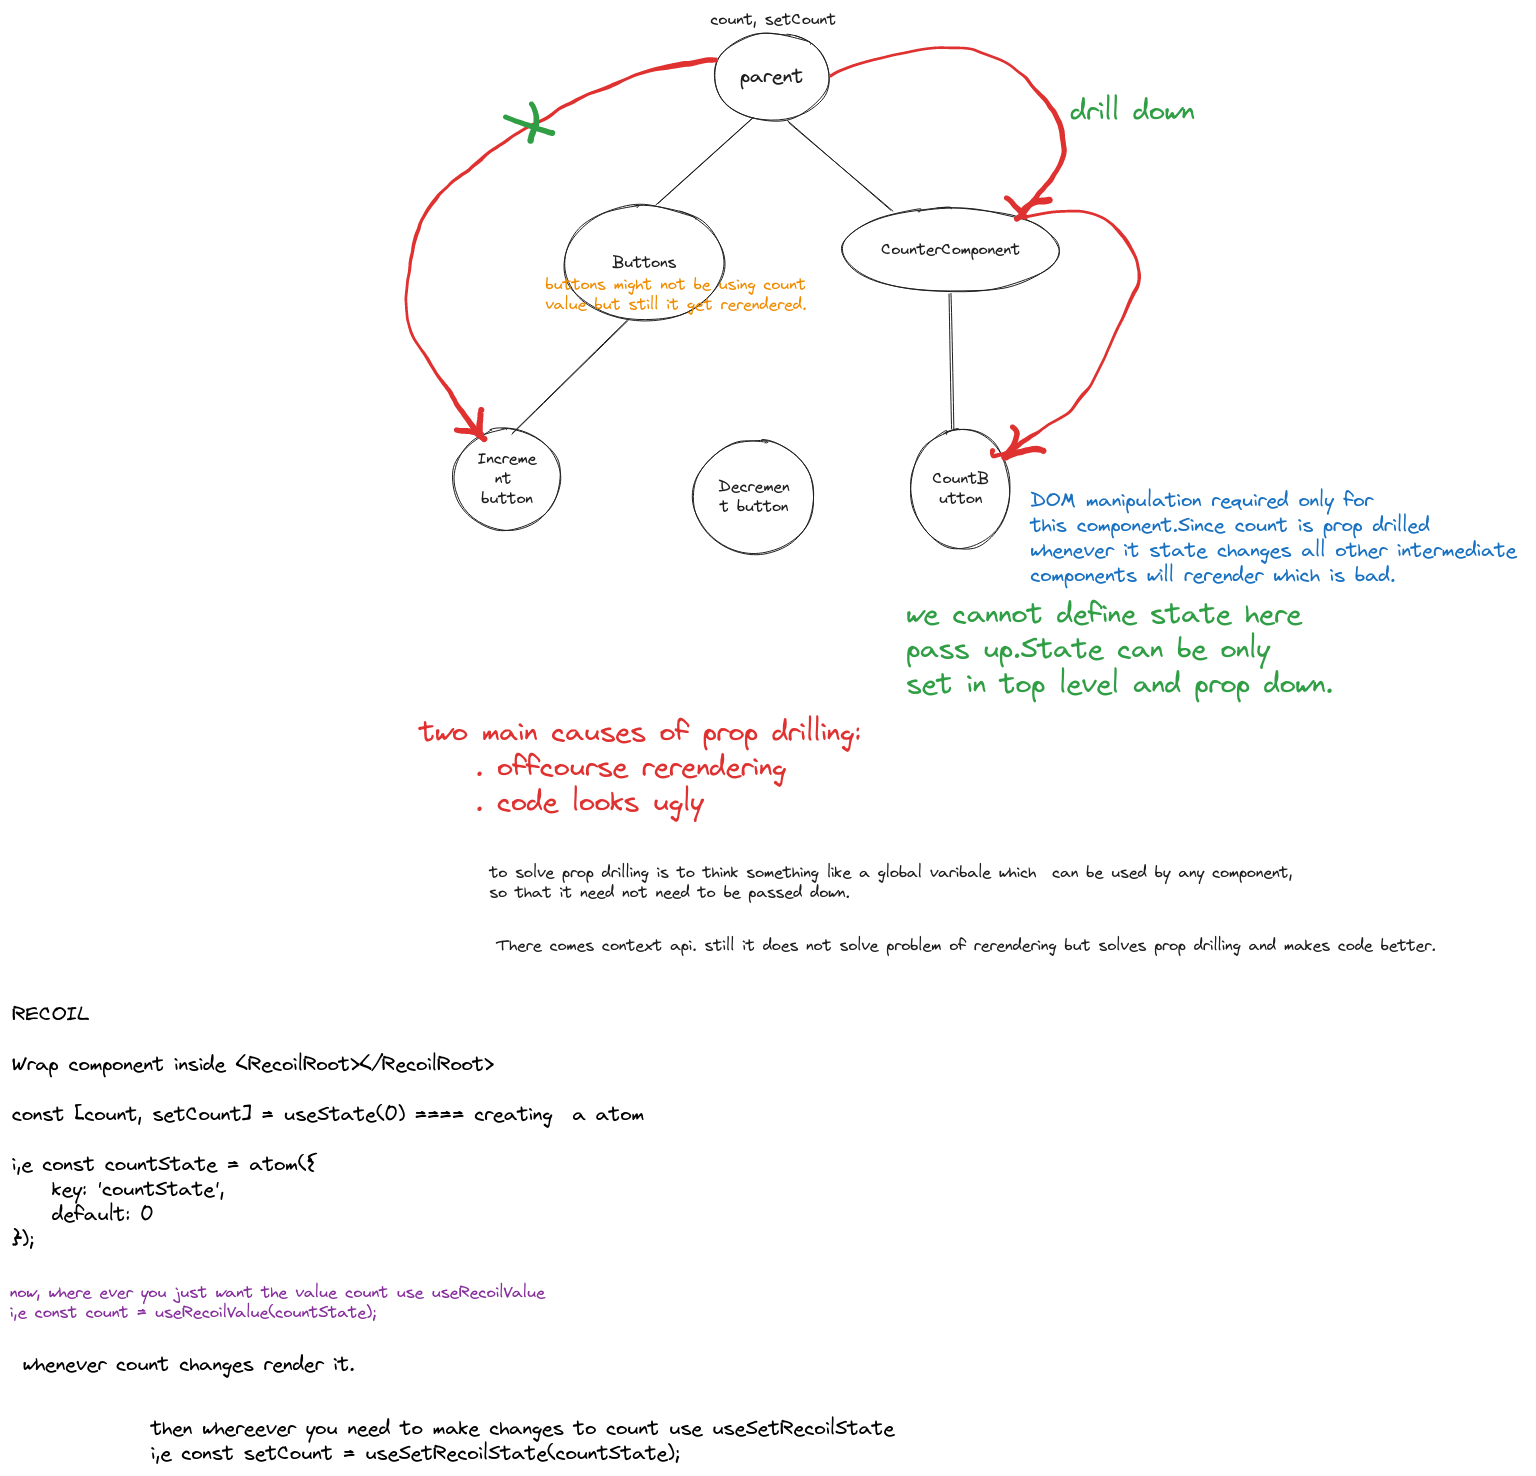 count, setCount
parent
drill down
Buttons
buttons might not be using count
value but still it get rerendered.
CounterComponent
Increme
nt
button
Decremen
t button
CountB
utton
DOM manipulation required only for
this component.Since count is prop drilled
whenever it state changes all other intermediate
components will rerender which is bad.
we cannot define state here
pass up.State can be only
set in top level and prop down.
two main causes of prop drilling:
. offcourse rerendering
. code looks ugly
to solve prop drilling is to think something like a global varibale which  can be used by any component,
so that it need not need to be passed down.
There comes context api. still it does not solve problem of rerendering but solves prop drilling and makes code better.
RECOIL
Wrap component inside <RecoilRoot></RecoilRoot>
const [count, setCount] = useState(0) ==== creating  a atom
i,e const countState = atom({
key: 'countState',
default: 0
});
now, where ever you just want the value count use useRecoilValue
i,e const count = useRecoilValue(countState);
whenever count changes render it.
then whereever you need to make changes to count use useSetRecoilState
i,e const setCount = useSetRecoilState(countState);